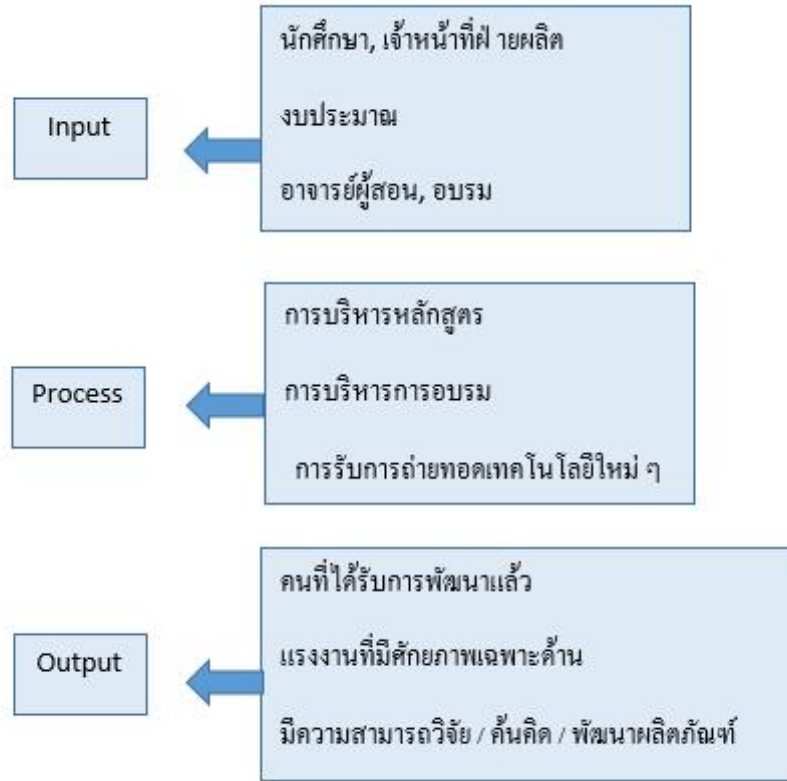 Input
นักศึกษา, เจ้าหน้าที่ฝ่ายผลิต
งบประมาณ
อาจารย์ผู้สอน, อบรม
Process
การบริหารหลักสูตร
การบริหารการอบรม
การรับการถ่ายทอดเทคโนโลยีใหม่ ๆ
Output
คนที่ได้รับการพัฒนาแล้ว
แรงงานที่มีศักยภาพเฉพาะด้าน
มีความสามารถวิจัย / ค้นคิด / พัฒนาผลิตภัณฑ์